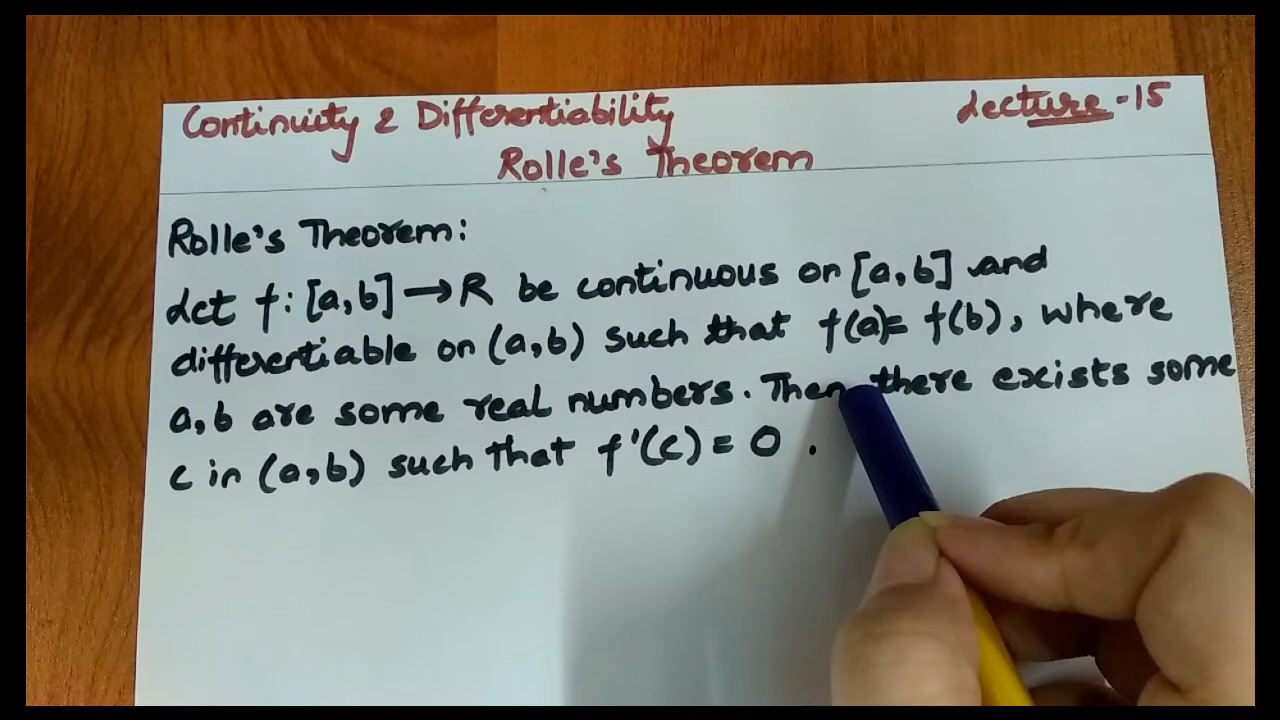 Continuity & Differentiability Lecture-15
Rolle's Theorem
Rolle's Theorem:
Let f: [a,b] → R be continuous on [a,b] and
differentiable on (a,b) such that f(a)= f(b), where
a,b are some real numbers. Then there exists some
c in (a,b) such that f'(c) = 0 .